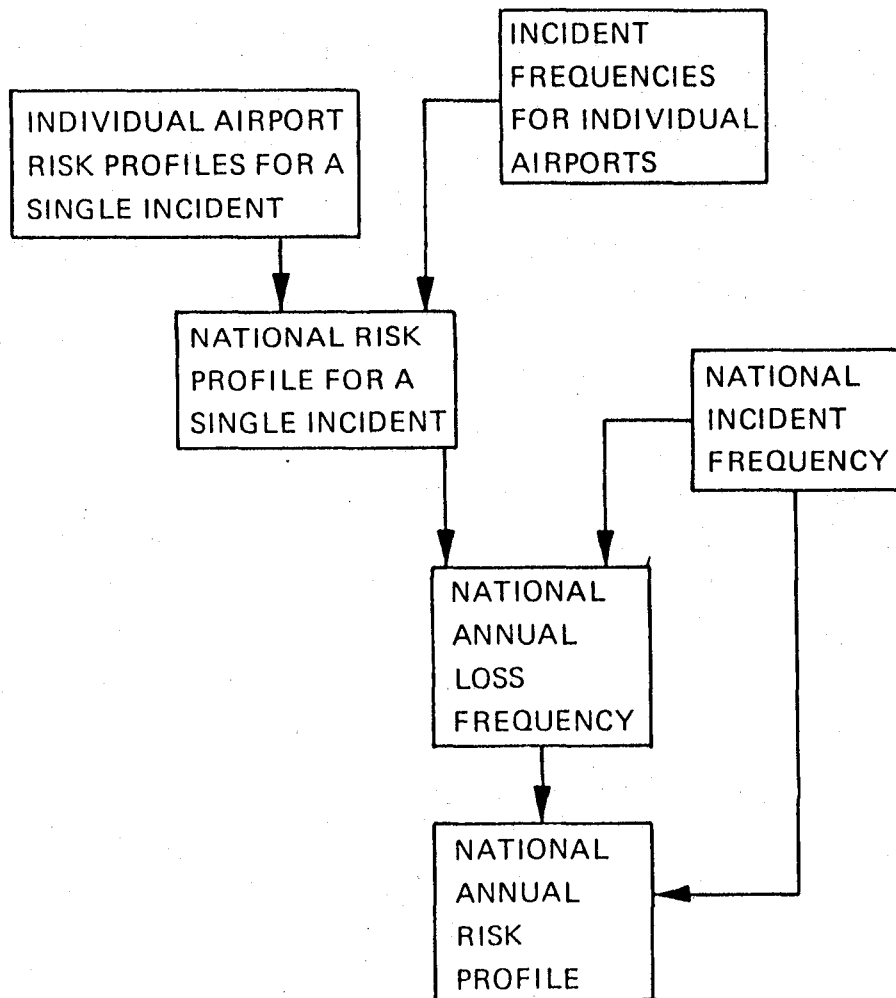 INCIDENT
FREQUENCIES
FOR INDIVIDUAL
AIRPORTS
INDIVIDUAL AIRPORT
RISK PROFILES FOR A
SINGLE INCIDENT
NATIONAL RISK
PROFILE FOR A
SINGLE INCIDENT
NATIONAL
INCIDENT
FREQUENCY
NATIONAL
ANNUAL
LOSS
FREQUENCY
NATIONAL
ANNUAL
RISK
PROFILE